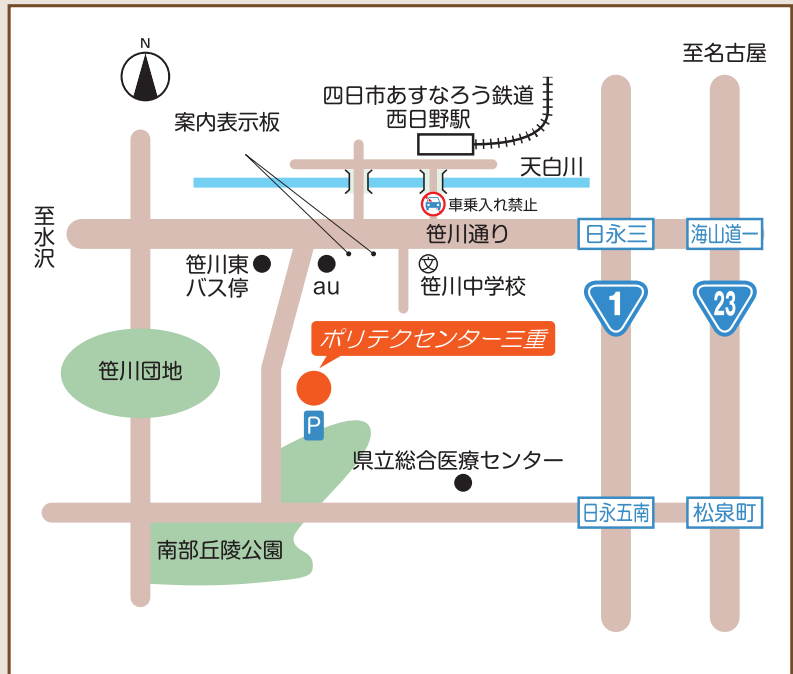 N
至名古屋
四日市あすなろう鉄道
西日野駅
案内表示板
天白川
車乗入れ禁止
至水沢
笹川通り
日永三
海山道一
笹川東
バス停
au
文
笹川中学校
1
23
ポリテクセンター三重
笹川団地
P
県立総合医療センター
日永五南
松泉町
南部丘陵公園